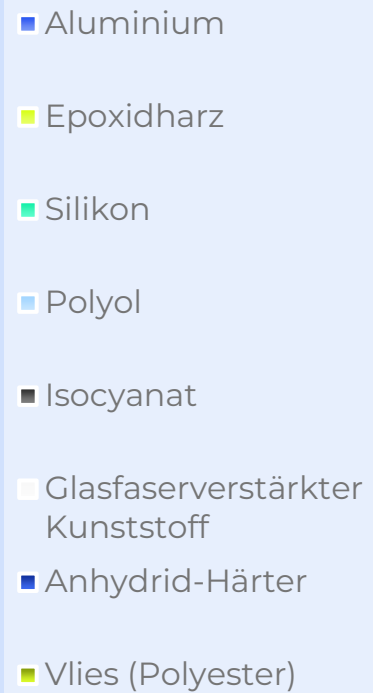 Aluminium
Epoxidharz
Silikon
Polyol
Isocyanat
Glasfaserverstärkter
Kunststoff
Anhydrid-Härter
Vlies (Polyester)